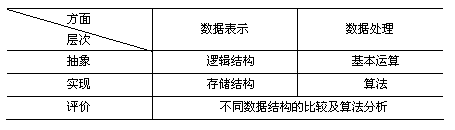 方面
层次
数据表示 数据处理
抽象 逻辑结构 基本运算
实现 存储结构 算法
评价 不同数据结构的比较及算法分析